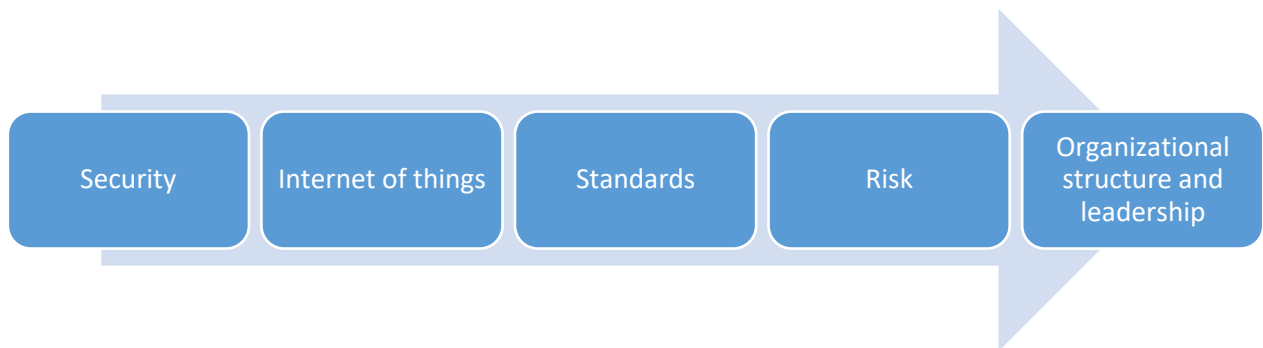 Security
Internet of things
Standards
Risk
Organizational
structure and
leadership